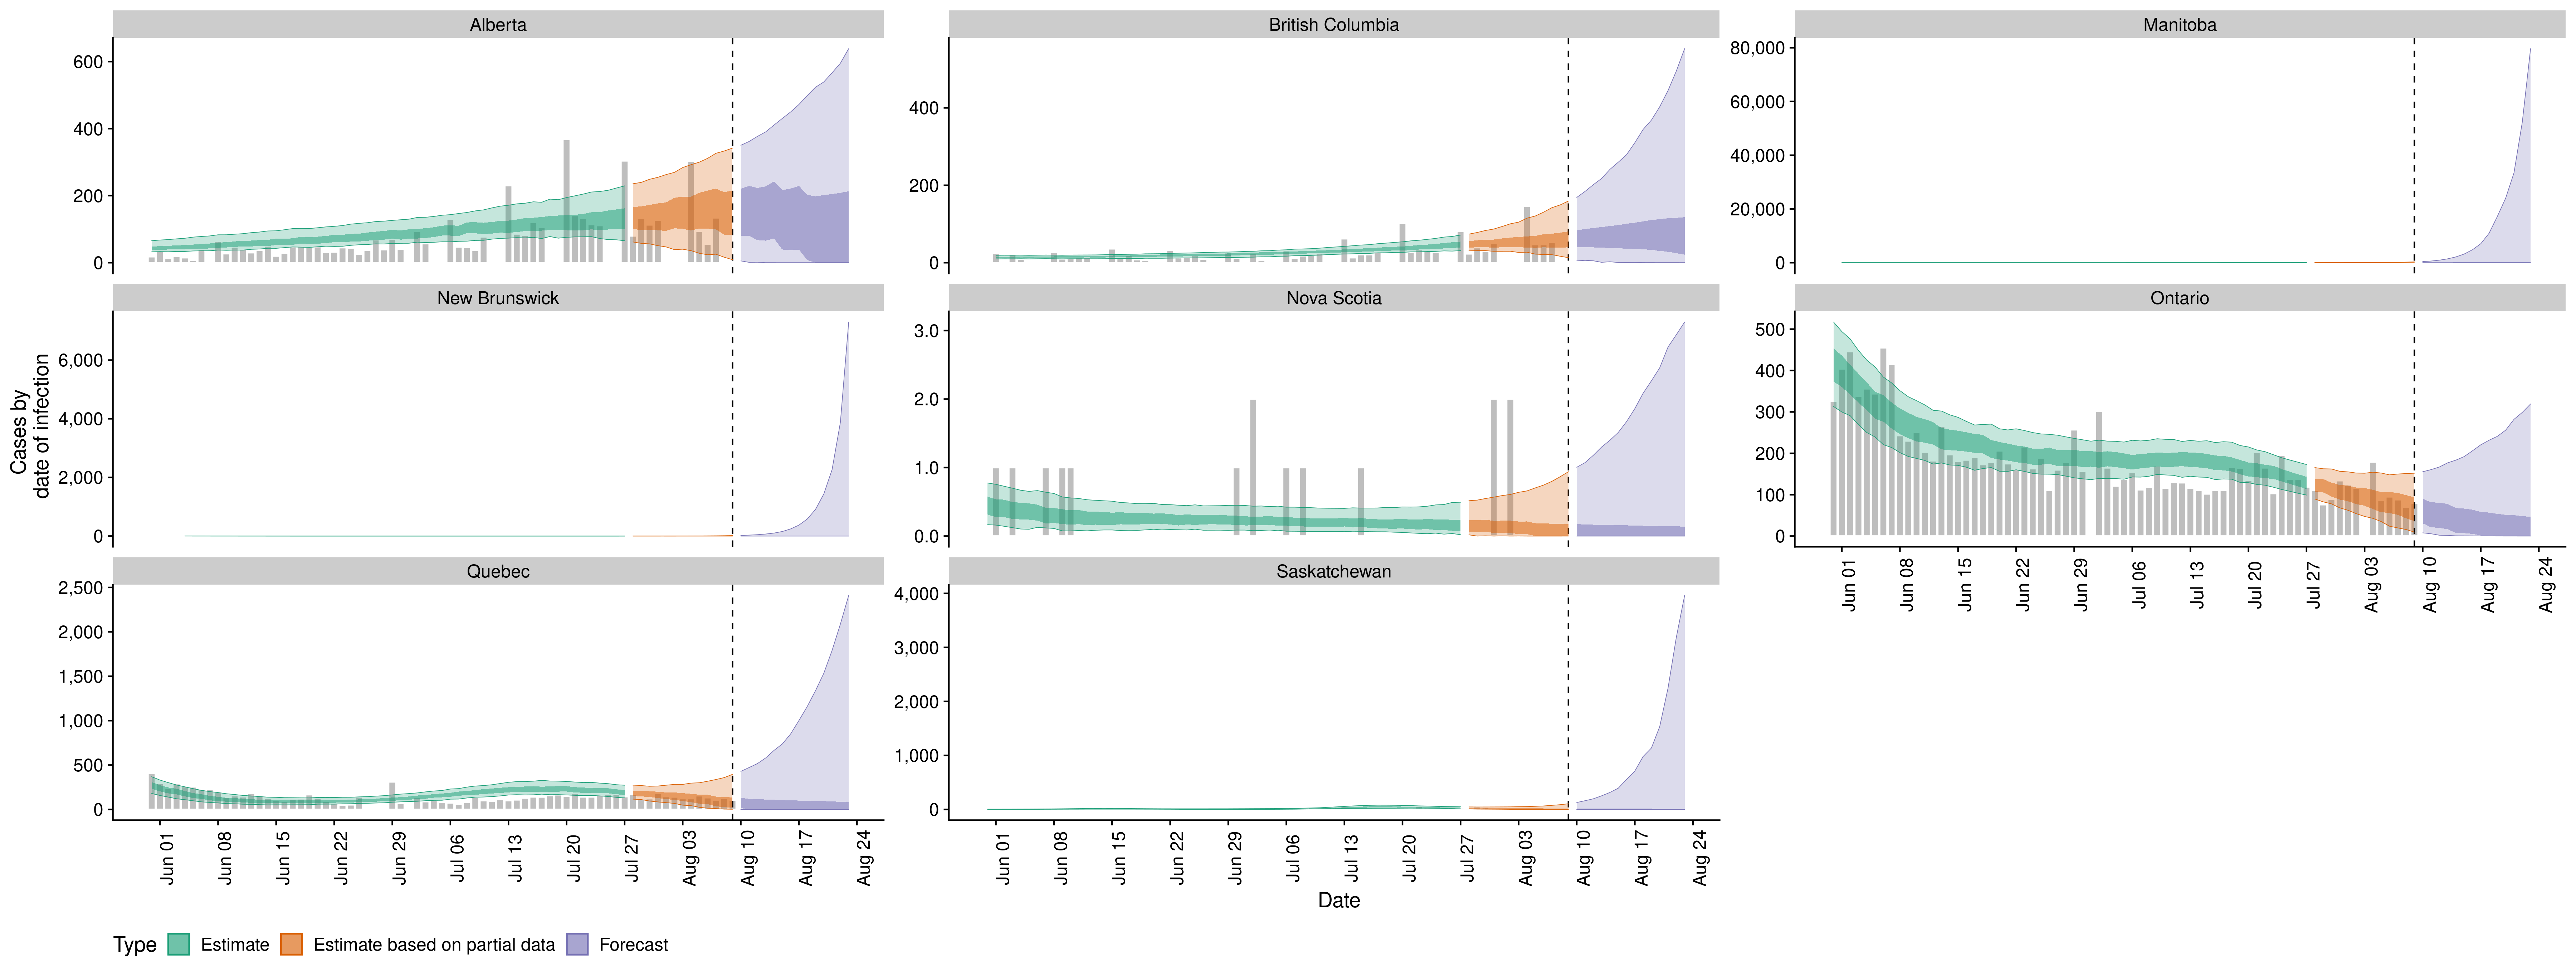 Alberta
600
400
200
0
British Columbia
400
200
0
Manitoba
80,000
60,000
40,000
20,000
0
Cases by
date of infection
New Brunswick
6,000
4,000
2,000
0
Nova Scotia
3.0
2.0
1.0
0.0
Ontario
500
400
300
200
100
0
Jun 01
Jun 08
Jun 15
Jun 22
Jun 29
Jul 06
Jul 13
Jul 20
Jul 27
Aug 03
Aug 10
Aug 17
Aug 24
Quebec
2,500
2,000
1,500
1,000
500
0
Jun 01
Jun 08
Jun 15
Jun 22
Jun 29
Jul 06
Jul 13
Jul 20
Jul 27
Aug 03
Aug 10
Aug 17
Aug 24
Saskatchewan
4,000
3,000
2,000
1,000
0
Jun 01
Jun 08
Jun 15
Jun 22
Jun 29
Jul 06
Jul 13
Jul 20
Jul 27
Aug 03
Aug 10
Aug 17
Aug 24
Date
Type Estimate Estimate based on partial data Forecast